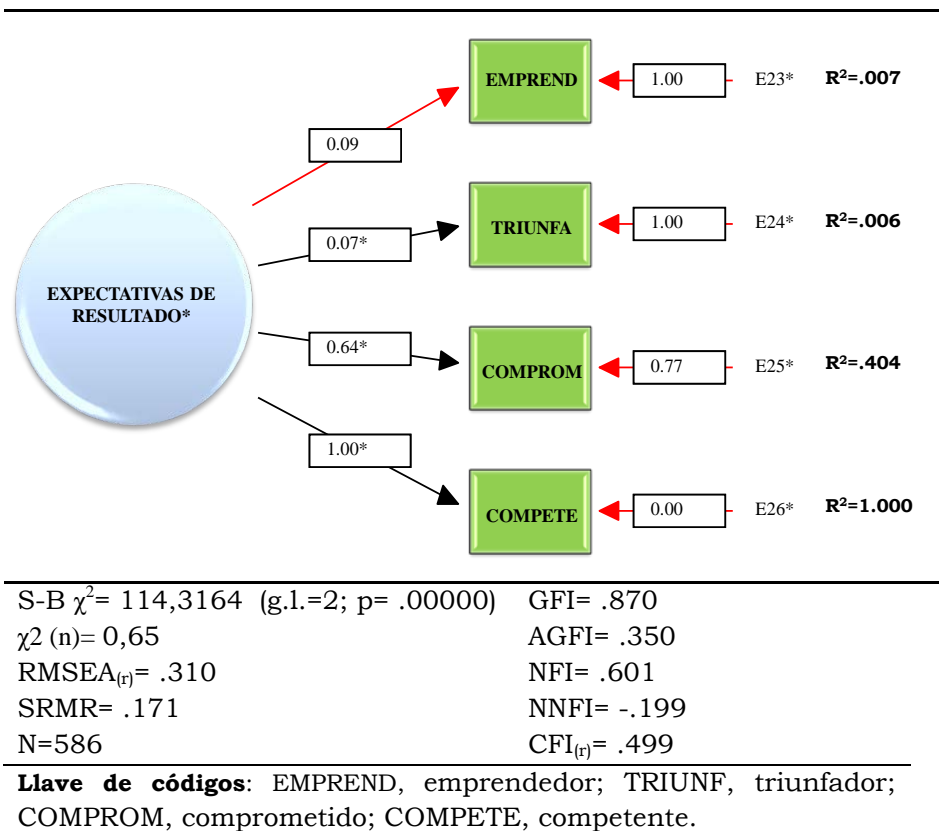 EMPREND 1.00 E23* R²=.007
0.09
TRIUNFA 1.00 E24* R²=.006
0.07*
EXPECTATIVAS DE
RESULTADO*
0.64*
COMPROM 0.77 E25* R²=.404
1.00*
COMPETE 0.00 E26* R²=1.000
S-B χ²= 114,3164 (g.l.=2; p= .00000) GFI= .870
χ2 (n)= 0,65 AGFI= .350
RMSEA(r)= .310 NFI= .601
SRMR= .171 NNFI= -.199
N=586 CFI(r)= .499
Llave de códigos: EMPREND, emprendedor; TRIUNF, triunfador;
COMPROM, comprometido; COMPETE, competente.